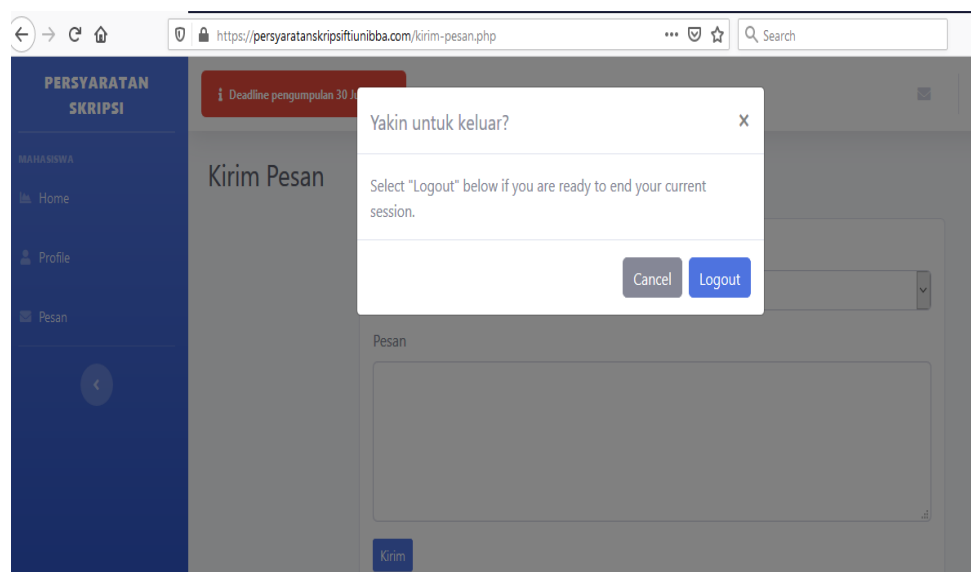 https://persyaratanskripsiftiunibba.com/kirim-pesan.php
Search
PERSYARATAN
SKRIPSI
Deadline pengumpulan 30
MAHASISWA
Home
Profile
Pesan
Kirim Pesan
Yakin untuk keluar?
x
Select "Logout" below if you are ready to end your current
session.
Cancel
Logout
Pesan
Kirim